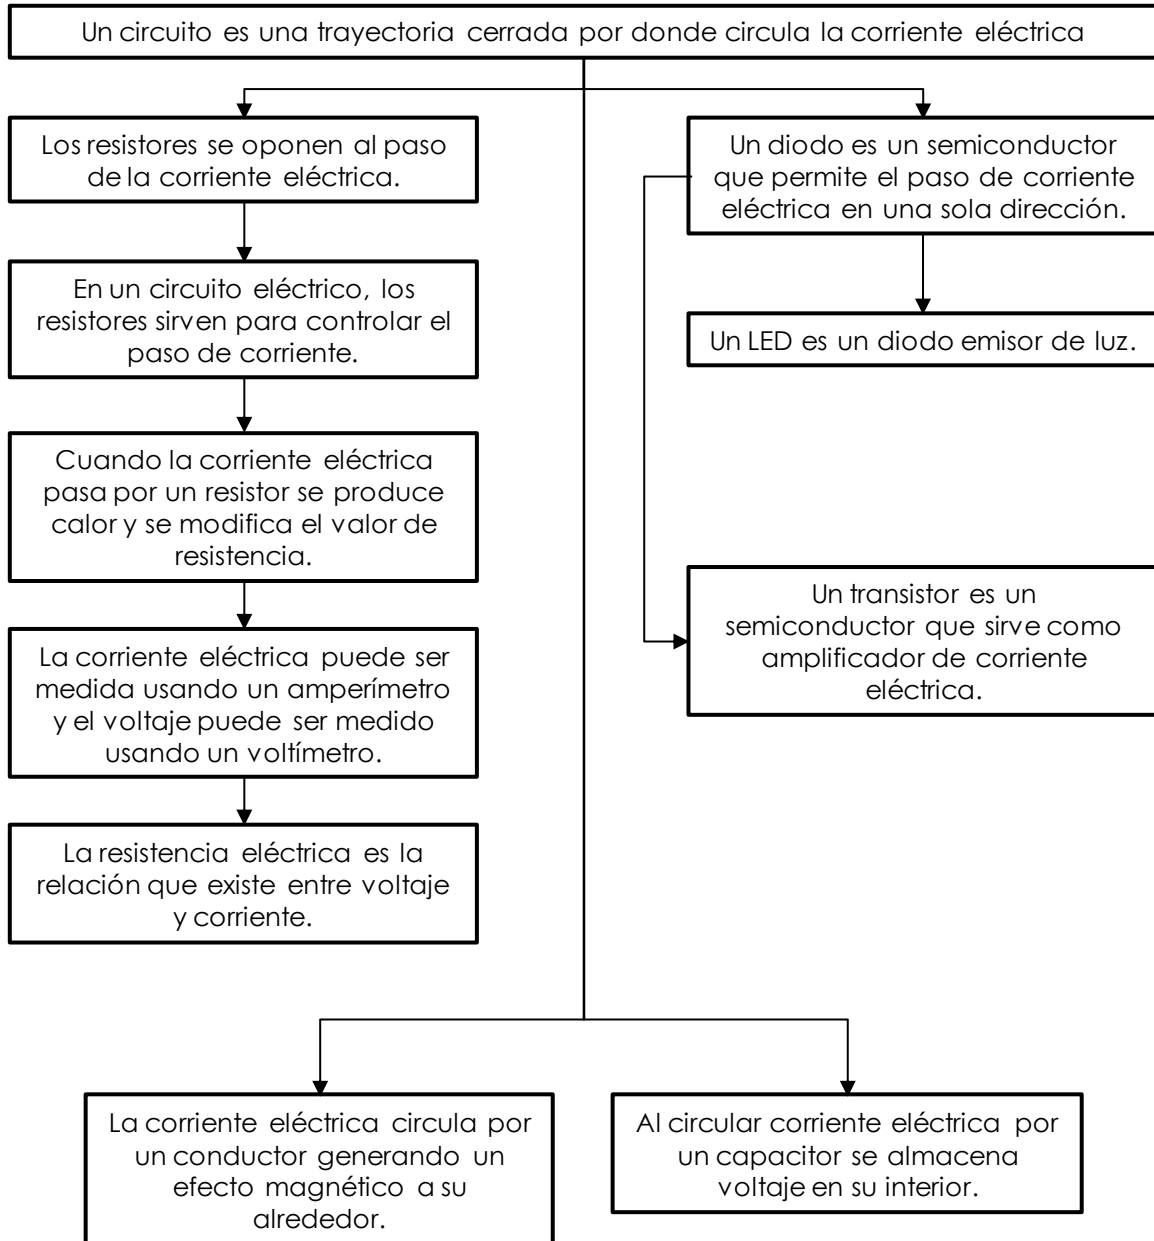 Un circuito es una trayectoria cerrada por donde circula la corriente eléctrica
Los resistores se oponen al paso
de la corriente eléctrica.
En un circuito eléctrico, los
resistores sirven para controlar el
paso de corriente.
Cuando la corriente eléctrica
pasa por un resistor se produce
calor y se modifica el valor de
resistencia.
La corriente eléctrica puede ser
medida usando un amperímetro
y el voltaje puede ser medido
usando un voltímetro.
La resistencia eléctrica es la
relación que existe entre voltaje
y corriente.
Un diodo es un semiconductor
que permite el paso de corriente
eléctrica en una sola dirección.
Un LED es un diodo emisor de luz.
Un transistor es un
semiconductor que sirve como
amplificador de corriente
eléctrica.
La corriente eléctrica circula por
un conductor generando un
efecto magnético a su
alrededor.
Al circular corriente eléctrica por
un capacitor se almacena
voltaje en su interior.